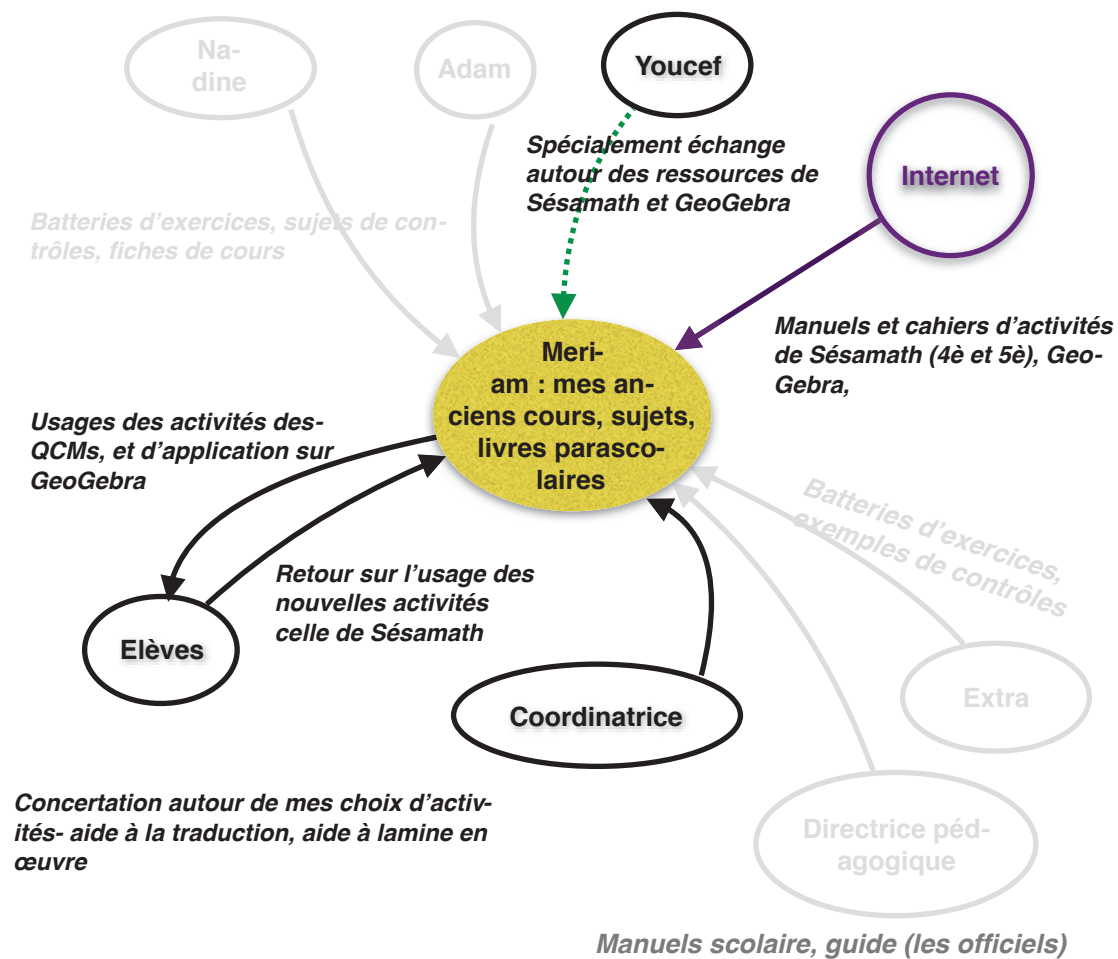 Na-
dine
Adam
Youcef
Internet
Spécialement échange
autour des ressources de
Sésamath et GeoGebra
Batteries d'exercices, sujets de con-
trôles, fiches de cours
Manuels et cahiers d'activités
de Sésamath (4è et 5è), Geo-
Gebra,
Meri-
am : mes an-
ciens cours, sujets,
livres parasco-
laires
Usages des activités des-
QCMs, et d'application sur
GeoGebra
Batteries d'exercices,
exemples de contrôles
Retour sur l'usage des
nouvelles activités
celle de Sésamath
Elèves
Coordinatrice
Extra
Concertation autour de mes choix d'activ-
ités- aide à la traduction, aide à lamine en
œuvre
Directrice péd-
agogique
Manuels scolaire, guide (les officiels)